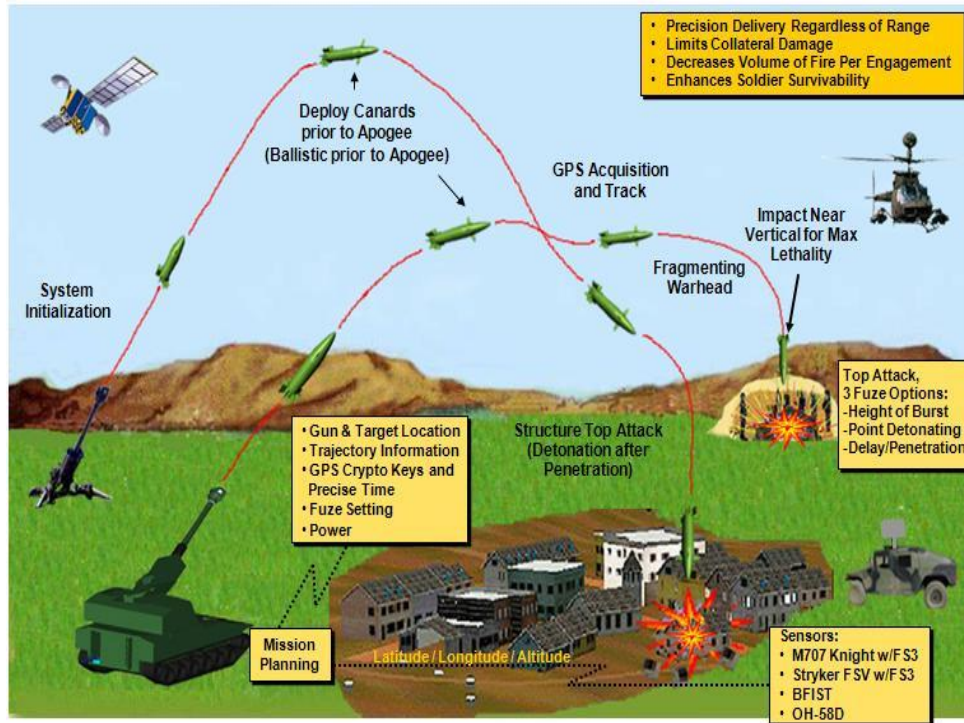 • Precision Delivery Regardless of Range
• Limits Collateral Damage
• Decreases Volume of Fire Per Engagement
• Enhances Soldier Survivability
Deploy Canards
prior to Apogee
(Ballistic prior to Apogee)
GPS Acquisition
and Track
Impact Near
Vertical for Max
Lethality
System
Initialization
Fragmenting
Warhead
Top Attack,
3 Fuze Options:
-Height of Burst
-Point Detonating
-Delay/Penetration
• Gun & Target Location
• Trajectory Information
• GPS Crypto Keys and
Precise Time
• Fuze Setting
• Power
Structure Top Attack
(Detonation after
Penetration)
Mission
Planning
Latitude / Longitude / Altitude
Sensors:
• M707 Knight w/FS3
• Stryker FSV w/FS3
• BFIST
• OH-58D